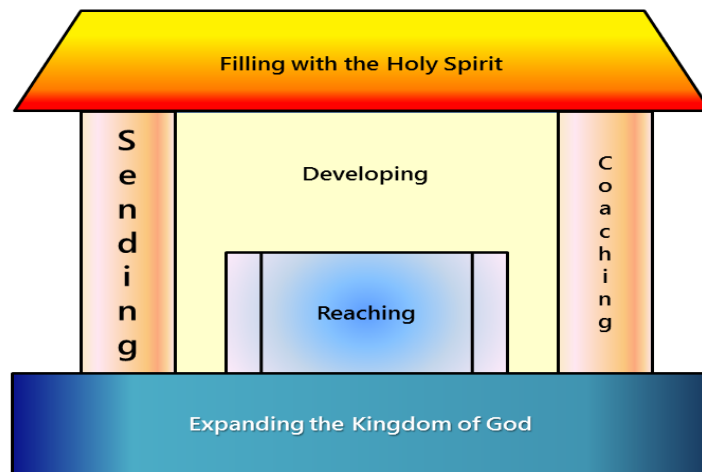 Filling with the Holy Spirit
Sending
Developing
Coaching
Reaching
Expanding the Kingdom of God